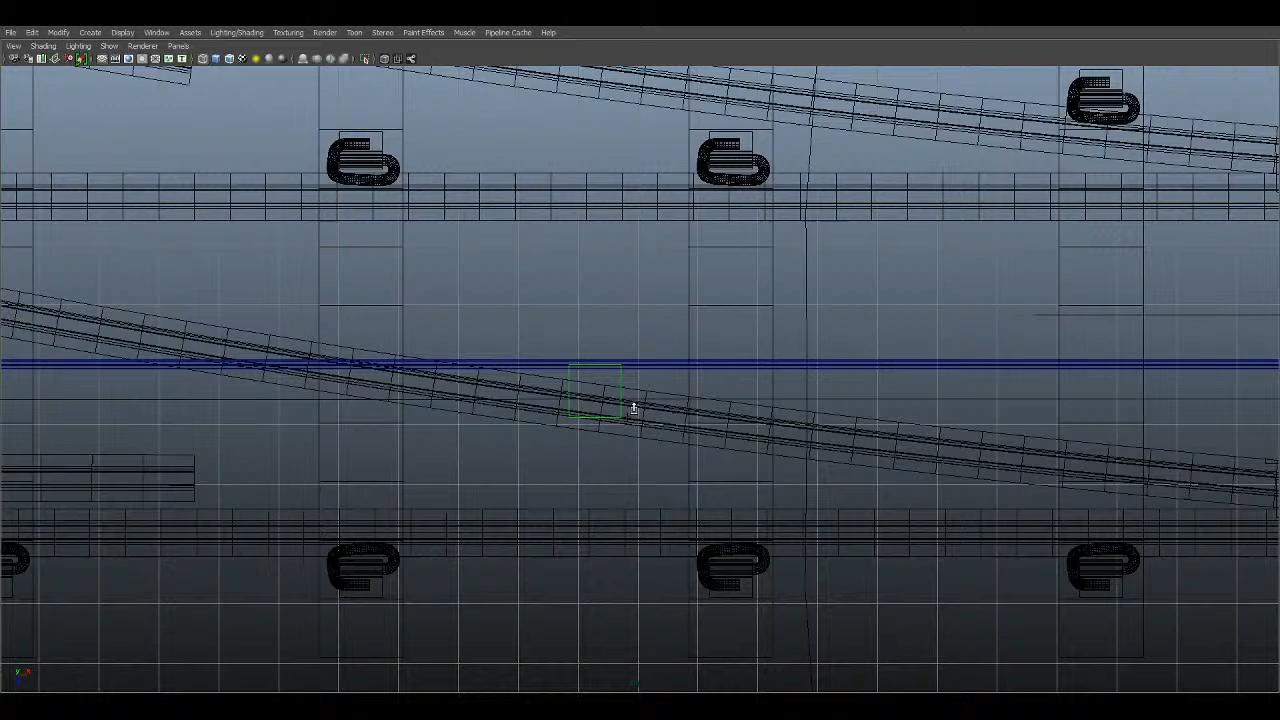 File Edit Modify Create Display Window Assets Lighting/Shading Texturing Render Toon Stereo Paint Effects Muscle Pipeline Cache Help
View Shading Lighting Show Renderer Panels
y x